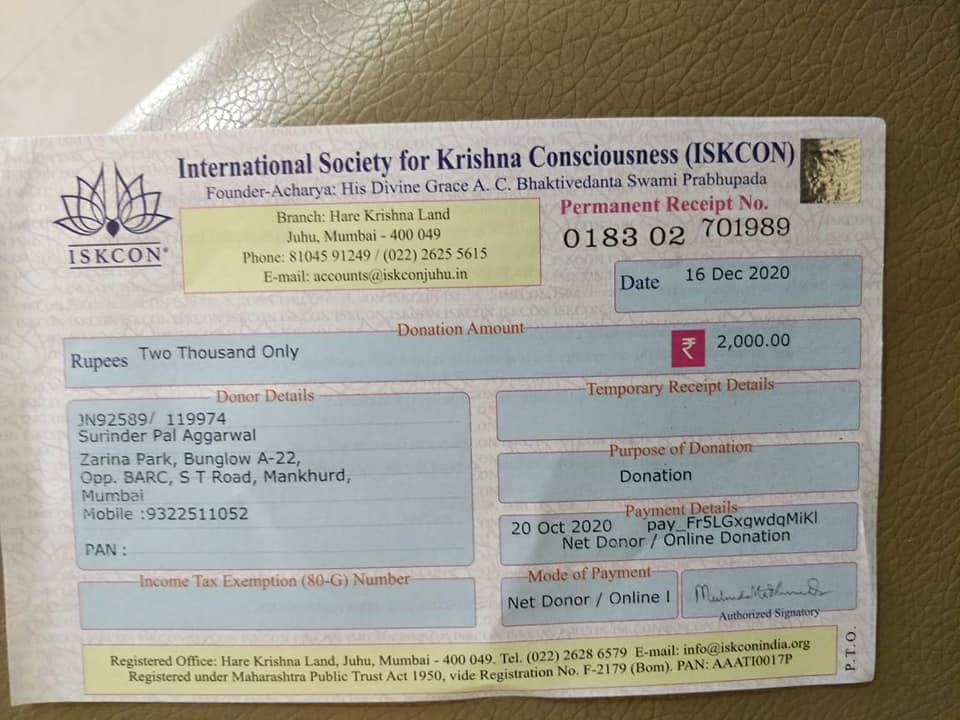 International Society for Krishna Consciousness (ISKCON)
Founder-Acharya: His Divine Grace A. C. Bhaktivedanta Swami Prabhupada
ISKCON®
Branch: Hare Krishna Land
Juhu, Mumbai - 400 049
Phone: 81045 91249 / (022) 2625 5615
E-mail: accounts@iskconjuhu.in
Permanent Receipt No.
0183 02 701989
Date 16 Dec 2020
Donation Amount
Rupees Two Thousand Only ₹ 2,000.00
Donor Details
JN92589/ 119974
Surinder Pal Aggarwal
Zarina Park, Bunglow A-22,
Opp. BARC, S T Road, Mankhurd,
Mumbai
Mobile :9322511052
PAN :
Income Tax Exemption (80-G) Number
Temporary Receipt Details
Purpose of Donation
Donation
Payment Details
20 Oct 2020 pay_Fr5LGxqwdqMiKl
Net Donor / Online Donation
Mode of Payment
Net Donor / Online I
Authorized Signatory
Registered Office: Hare Krishna Land, Juhu, Mumbai - 400 049. Tel. (022) 2628 6579 E-mail: info@iskconindia.org
Registered under Maharashtra Public Trust Act 1950, vide Registration No. F-2179 (Bom). PAN: AAATI0017P
P.T.O.